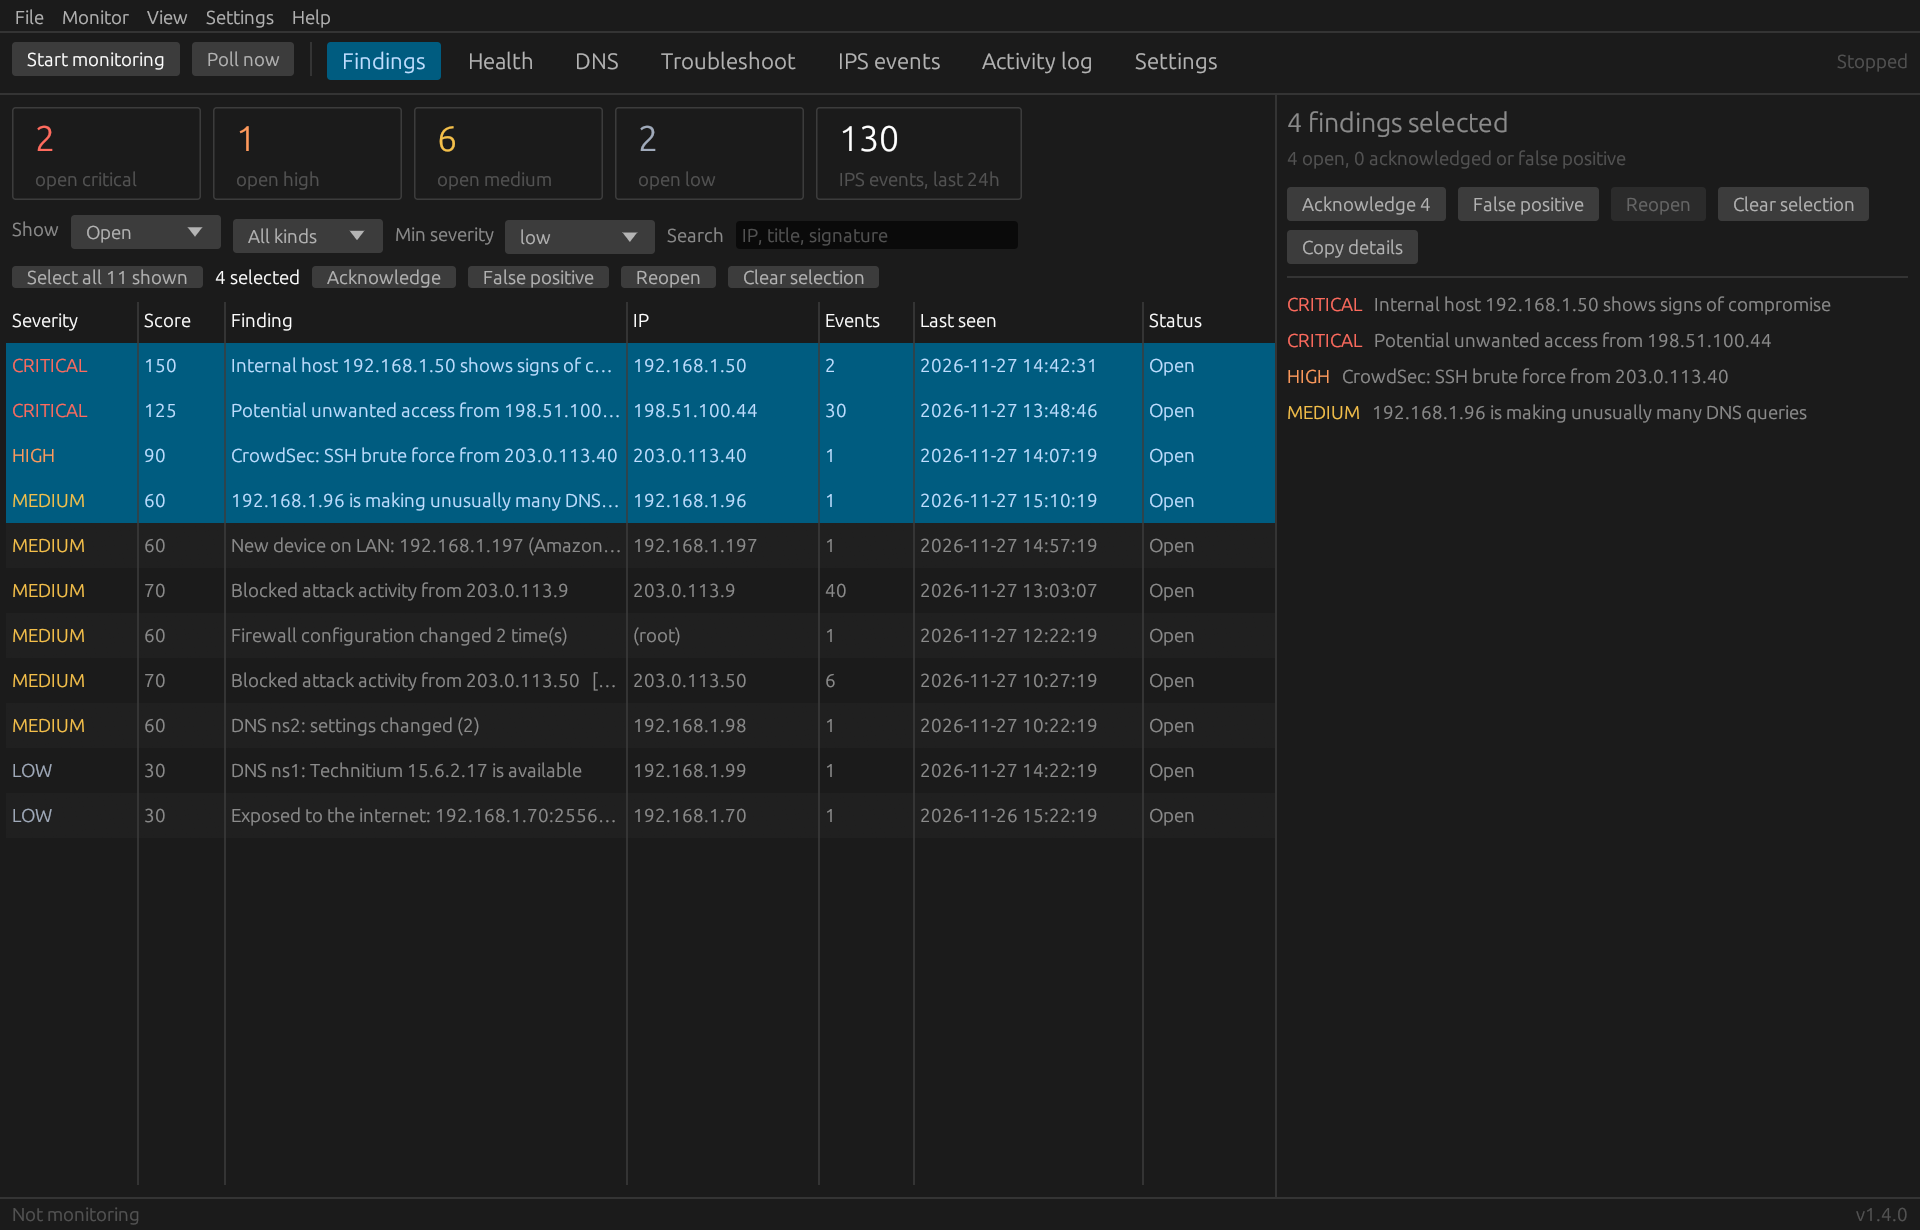 File Monitor View Settings Help
Start monitoring Poll now Findings Health DNS Troubleshoot IPS events Activity log Settings Stopped
2 1 6 2 130
open critical open high open medium open low IPS events, last 24h
Show Open All kinds Min severity low Search IP, title, signature
Select all 11 shown 4 selected Acknowledge False positive Reopen Clear selection
Severity Score Finding IP Events Last seen Status
CRITICAL 150 Internal host 192.168.1.50 shows signs of c… 192.168.1.50 2 2026-11-27 14:42:31 Open
CRITICAL 125 Potential unwanted access from 198.51.100… 198.51.100.44 30 2026-11-27 13:48:46 Open
HIGH 90 CrowdSec: SSH brute force from 203.0.113.40 203.0.113.40 1 2026-11-27 14:07:19 Open
MEDIUM 60 192.168.1.96 is making unusually many DNS… 192.168.1.96 1 2026-11-27 15:10:19 Open
MEDIUM 60 New device on LAN: 192.168.1.197 (Amazon… 192.168.1.197 1 2026-11-27 14:57:19 Open
MEDIUM 70 Blocked attack activity from 203.0.113.9 203.0.113.9 40 2026-11-27 13:03:07 Open
MEDIUM 60 Firewall configuration changed 2 time(s) (root) 1 2026-11-27 12:22:19 Open
MEDIUM 70 Blocked attack activity from 203.0.113.50 [… 203.0.113.50 6 2026-11-27 10:27:19 Open
MEDIUM 60 DNS ns2: settings changed (2) 192.168.1.98 1 2026-11-27 10:22:19 Open
LOW 30 DNS ns1: Technitium 15.6.2.17 is available 192.168.1.99 1 2026-11-27 14:22:19 Open
LOW 30 Exposed to the internet: 192.168.1.70:2556… 192.168.1.70 1 2026-11-26 15:22:19 Open
4 findings selected
4 open, 0 acknowledged or false positive
Acknowledge 4 False positive Reopen Clear selection
Copy details
CRITICAL Internal host 192.168.1.50 shows signs of compromise
CRITICAL Potential unwanted access from 198.51.100.44
HIGH CrowdSec: SSH brute force from 203.0.113.40
MEDIUM 192.168.1.96 is making unusually many DNS queries
Not monitoring v1.4.0